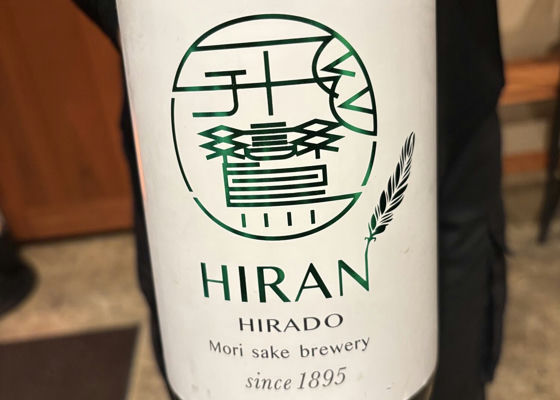 HIRAN
HIRADO
Mori sake brewery
since 1895